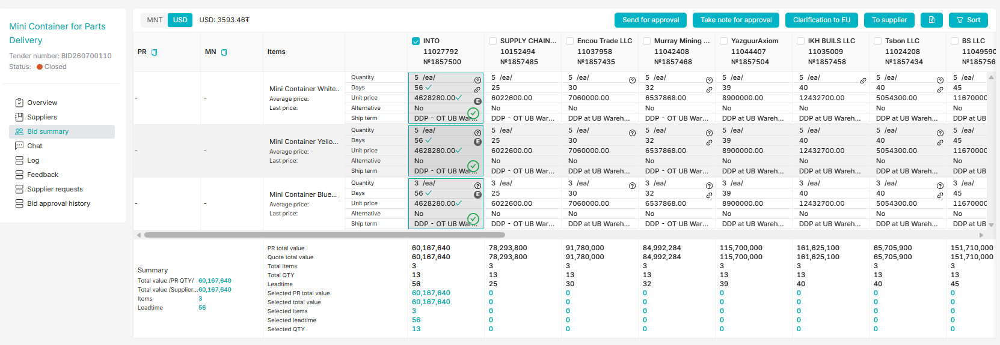 Mini Container for Parts
Delivery
Tender number: BID260700110
Status: Closed
Overview
Suppliers
Bid summary
Chat
Log
Feedback
Supplier requests
Bid approval history
MNT USD USD: 3593.46₮
Send for approval Take note for approval Clarification to EU To supplier Sort
PR MN Items
INTO SUPPLY CHAIN... Encou Trade LLC Murray Mining ... YazguurAxiom IKH BUILS LLC Tsbon LLC BS LLC
11027792 10152494 11037958 11042408 11044407 11035009 11024208 11049590
№1857500 №1857485 №1857435 №1857468 №1857504 №1857458 №1857434 №185756
- - Mini Container White..
Average price:
Last price:
Quantity 5 /ea/ 5 /ea/ 5 /ea/ 5 /ea/ 5 /ea/ 5 /ea/ 5 /ea/ 5 /ea/
Days 56 25 30 32 39 40 40 45
Unit price 4628280.00 6022600.00 7060000.00 6537868.00 8900000.00 12432700.00 5054300.00 11670000
Alternative No No No No No No No No
Ship term DDP - OT UB War... DDP - OT UB War... DDP at UB Wareh... DDP - OT UB War... DDP at UB Wareh... DDP at UB Wareh... DDP at UB Wareh... DDP at UB
- - Mini Container Yello...
Average price:
Last price:
Quantity 5 /ea/ 5 /ea/ 5 /ea/ 5 /ea/ 5 /ea/ 5 /ea/ 5 /ea/ 5 /ea/
Days 56 25 30 32 39 40 40 45
Unit price 4628280.00 6022600.00 7060000.00 6537868.00 8900000.00 12432700.00 5054300.00 11670000
Alternative No No No No No No No No
Ship term DDP - OT UB War... DDP - OT UB War... DDP at UB Wareh... DDP - OT UB War... DDP at UB Wareh... DDP at UB Wareh... DDP at UB Wareh... DDP at UB
- - Mini Container Blue...
Average price:
Last price:
Quantity 3 /ea/ 3 /ea/ 3 /ea/ 3 /ea/ 3 /ea/ 3 /ea/ 3 /ea/ 3 /ea/
Days 56 25 30 32 39 40 40 45
Unit price 4628280.00 6022600.00 7060000.00 6537868.00 8900000.00 12432700.00 5054300.00 11670000
Alternative No No No No No No No No
Ship term DDP - OT UB War... DDP - OT UB War... DDP at UB Wareh... DDP - OT UB War... DDP at UB Wareh... DDP at UB Wareh... DDP at UB Wareh... DDP at UB
Summary
Total value /PR QTY/ 60,167,640
Total value /Supplier... 60,167,640
Items 3
Leadtime 56
PR total value 60,167,640 78,293,800 91,780,000 84,992,284 115,700,000 161,625,100 65,705,900 151,710,000
Quote total value 60,167,640 78,293,800 91,780,000 84,992,284 115,700,000 161,625,100 65,705,900 151,710,000
Total items 3 3 3 3 3 3 3 3
Total QTY 13 13 13 13 13 13 13 13
Leadtime 56 25 30 32 39 40 40 45
Selected PR total value 60,167,640 0 0 0 0 0 0 0
Selected total value 60,167,640 0 0 0 0 0 0 0
Selected items 3 0 0 0 0 0 0 0
Selected leadtime 56 0 0 0 0 0 0 0
Selected QTY 13 0 0 0 0 0 0 0